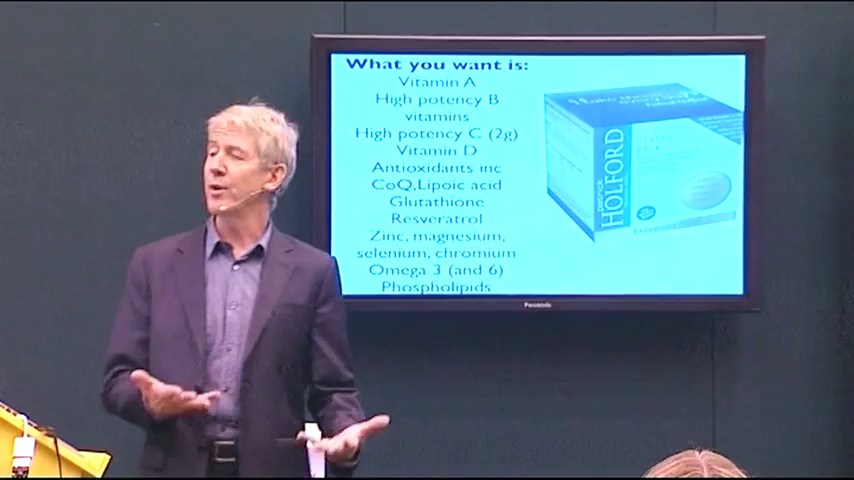 What you want is:
Vitamin A
High potency B
vitamins
High potency C (2g)
Vitamin D
Antioxidants inc
CoQ,Lipoic acid
Glutathione
Resveratrol
Zinc, magnesium,
selenium, chromium
Omega 3 (and 6)
Phospholipids
PATRICK
HOLFORD
Panasonic